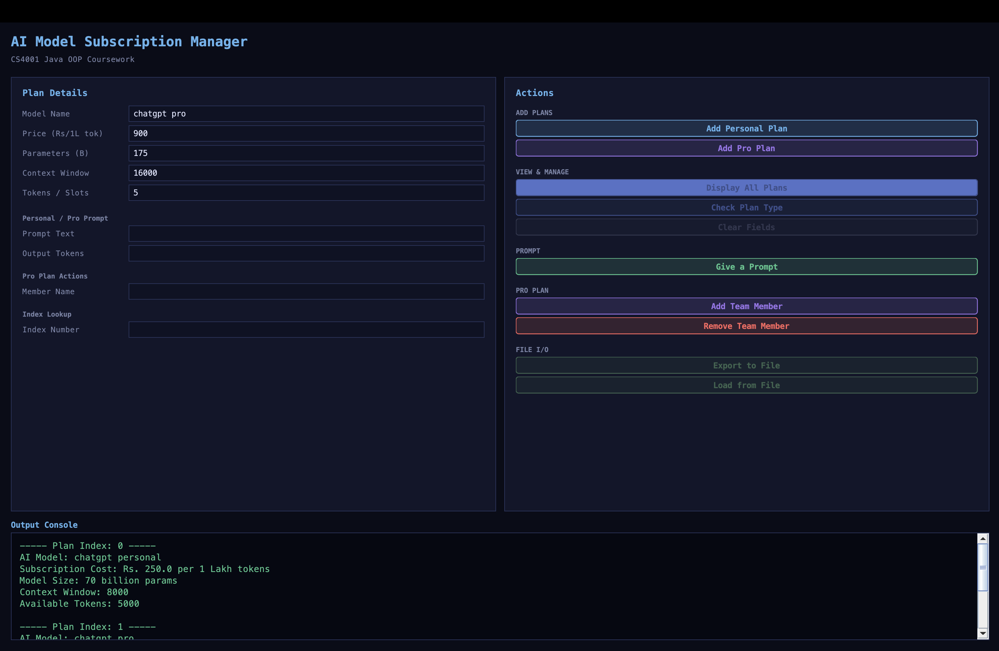 AI Model Subscription Manager
CS4001 Java OOP Coursework
Plan Details
Model Name
chatgpt pro
Price (Rs/1L tok)
900
Parameters (B)
175
Context Window
16000
Tokens / Slots
5
Personal / Pro Prompt
Prompt Text
Output Tokens
Pro Plan Actions
Member Name
Index Lookup
Index Number
Actions
ADD PLANS
Add Personal Plan
Add Pro Plan
VIEW & MANAGE
Display All Plans
Check Plan Type
Clear Fields
PROMPT
Give a Prompt
PRO PLAN
Add Team Member
Remove Team Member
FILE I/O
Export to File
Load from File
Output Console
————— Plan Index: 0 —————
AI Model: chatgpt personal
Subscription Cost: Rs. 250.0 per 1 Lakh tokens
Model Size: 70 billion params
Context Window: 8000
Available Tokens: 5000
————— Plan Index: 1 —————
AI Model: chatgpt pro